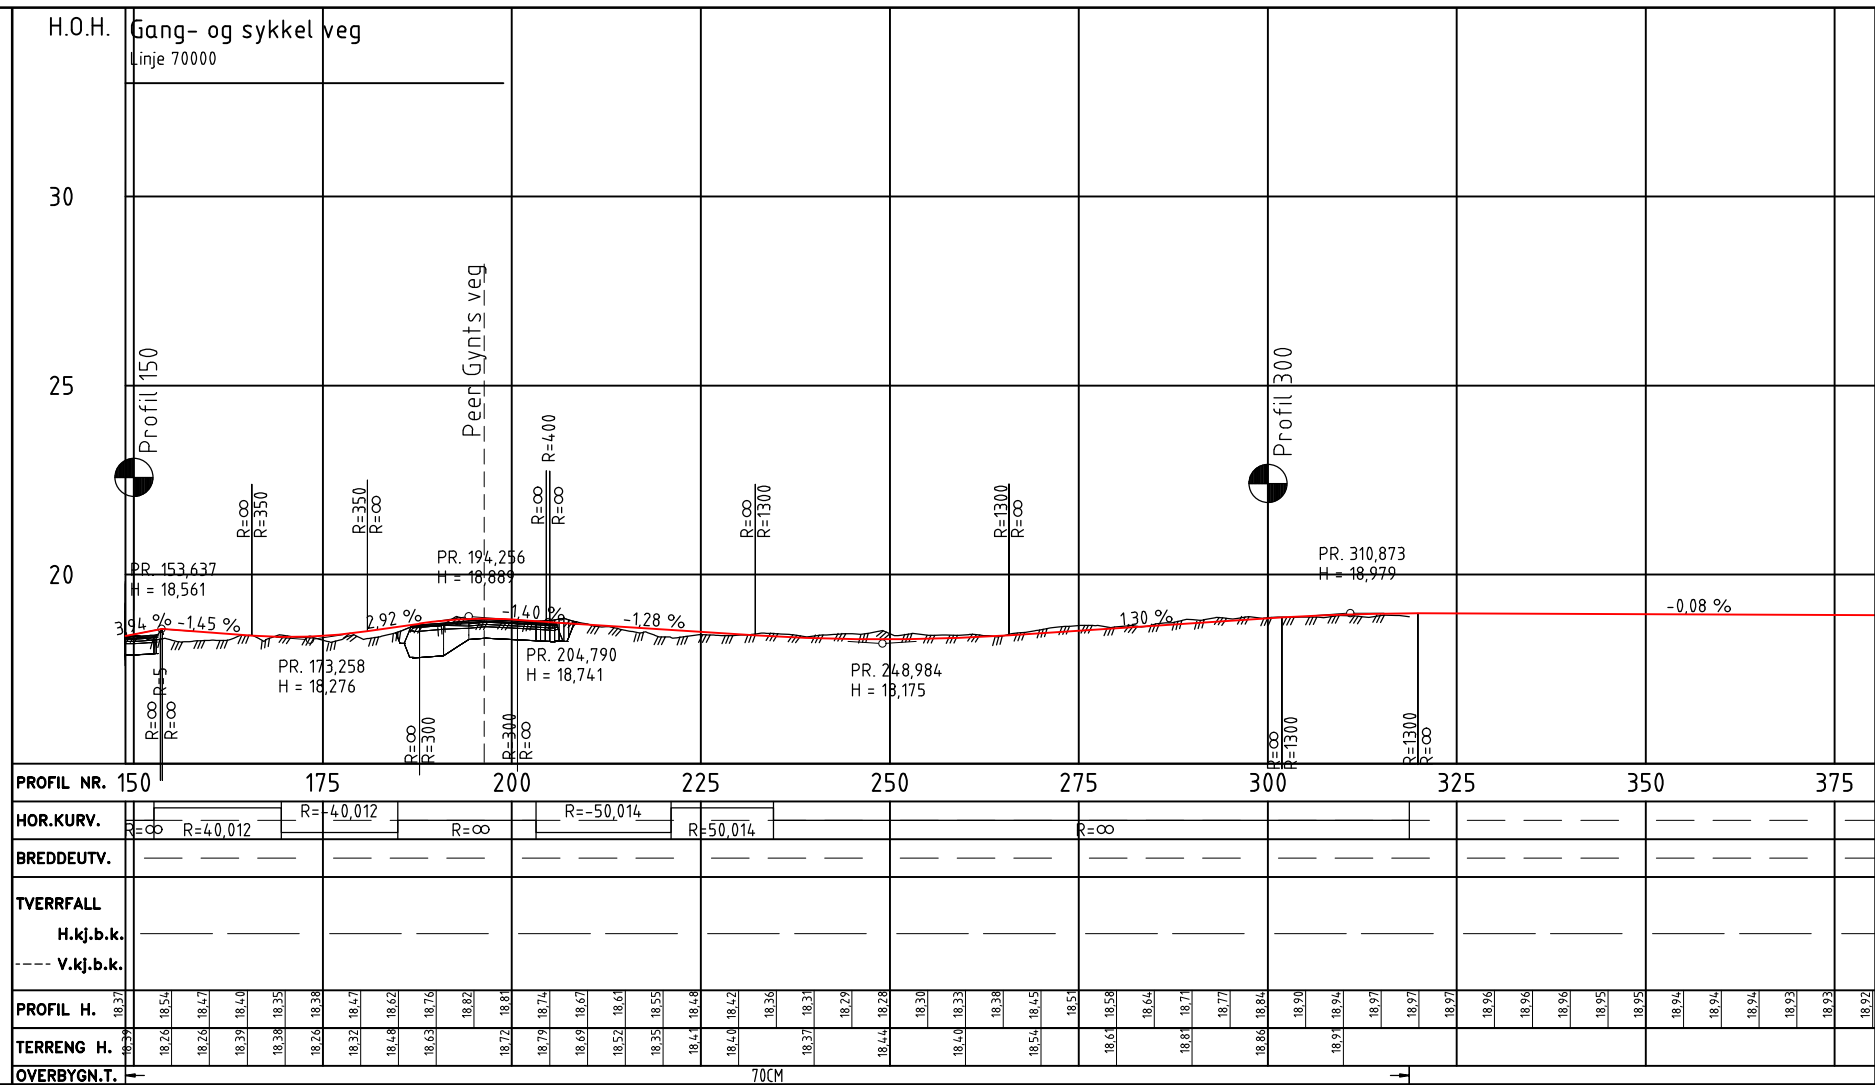 H.O.H.
Gang- og sykkel veg
Linje 70000
30
25
20
Profil 150
Peer Gynts veg
Profil 300
R=∞
R=350
R=350
R=∞
R=∞
R=400
R=∞
R=∞
R=1300
R=1300
R=∞
PR. 153,637
H = 18,561
PR. 194,256
H = 18,889
PR. 310,873
H = 18,979
3,94 %
-1,45 %
2,92 %
-1,40 %
-1,28 %
1,30 %
-0,08 %
PR. 173,258
H = 18,276
PR. 204,790
H = 18,741
PR. 248,984
H = 18,175
R=∞
R=5
R=∞
R=∞
R=300
R=300
R=∞
R=∞
R=1300
R=1300
R=∞
PROFIL NR. 150 175 200 225 250 275 300 325 350 375
HOR.KURV. R=∞ R=40,012 R=-40,012 R=∞ R=-50,014 R=50,014 R=∞
BREDDEUTV.
TVERRFALL
H.kj.b.k.
V.kj.b.k.
PROFIL H. 18,37 18,54 18,47 18,40 18,35 18,38 18,47 18,62 18,76 18,82 18,81 18,74 18,67 18,61 18,55 18,48 18,42 18,36 18,31 18,29 18,28 18,30 18,33 18,38 18,45 18,51 18,58 18,64 18,71 18,77 18,84 18,90 18,94 18,97 18,97 18,97 18,96 18,96 18,96 18,95 18,95 18,94 18,94 18,94 18,93 18,93 18,92
TERRENG H. 18,39 18,26 18,26 18,39 18,38 18,26 18,32 18,48 18,63 18,72 18,79 18,69 18,52 18,35 18,41 18,40 18,37 18,44 18,40 18,54 18,61 18,81 18,86 18,91
OVERBYGN.T. 70CM